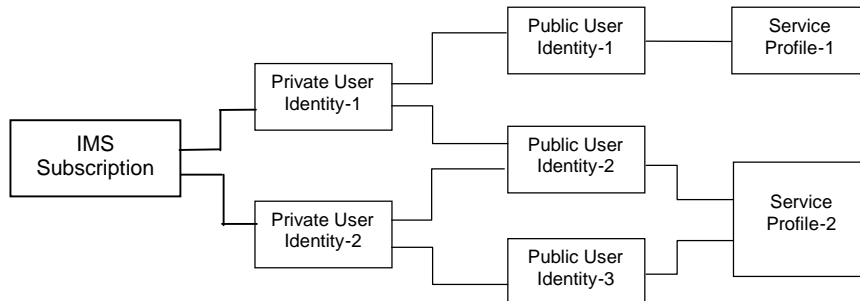 IMS
Subscription
Private User
Identity-1
Private User
Identity-2
Public User
Identity-1
Public User
Identity-2
Public User
Identity-3
Service
Profile-1
Service
Profile-2